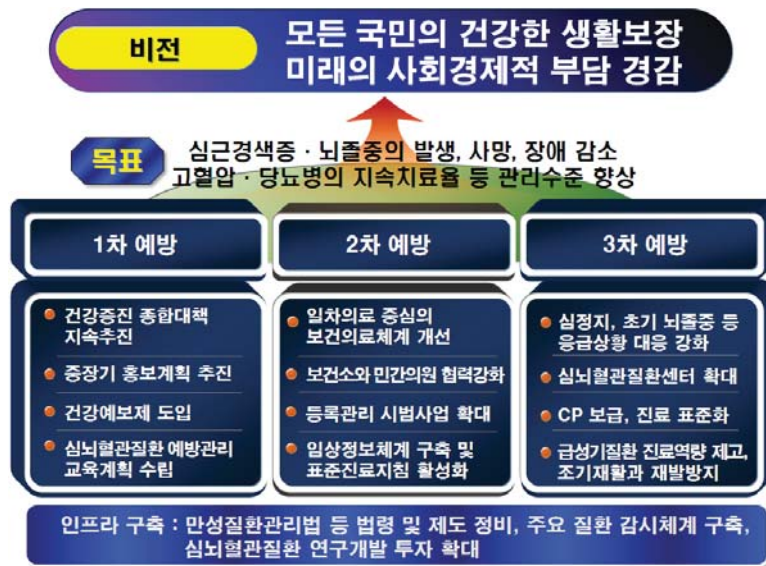 비전
모든 국민의 건강한 생활보장
미래의 사회경제적 부담 경감
목표
심근경색증 · 뇌졸중의 발생, 사망, 장애 감소
고혈압 · 당뇨병의 지속치료율 등 관리수준 향상
1차 예방
건강증진 종합대책
지속추진
중장기 홍보계획 추진
건강예보제 도입
심뇌혈관질환 예방관리
교육계획 수립
2차 예방
일차의료 중심의
보건의료체계 개선
보건소와 민간의원 협력강화
등록관리 시범사업 확대
임상정보체계 구축 및
표준진료지침 활성화
3차 예방
심정지, 초기 뇌졸중 등
응급상황 대응 강화
심뇌혈관질환센터 확대
CP 보급, 진료 표준화
급성기질환 진료역량 제고,
조기재활과 재발방지
인프라 구축 : 만성질환관리법 등 법령 및 제도 정비, 주요 질환 감시체계 구축,
심뇌혈관질환 연구개발 투자 확대